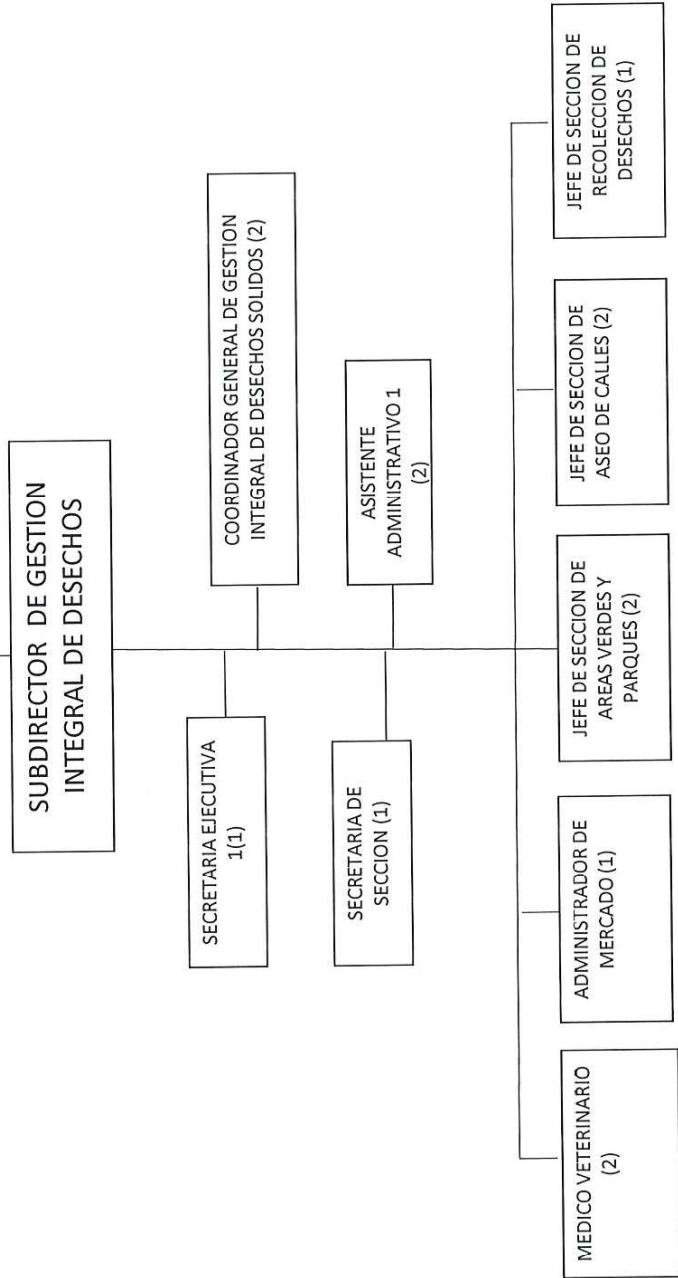 SUBDIRECTOR DE GESTION
INTEGRAL DE DESECHOS
SECRETARIA EJECUTIVA
1(1)
COORDINADOR GENERAL DE GESTION
INTEGRAL DE DESECHOS SOLIDOS (2)
SECRETARIA DE
SECCION (1)
ASISTENTE
ADMINISTRATIVO 1
(2)
MEDICO VETERINARIO
(2)
ADMINISTRADOR DE
MERCADO (1)
JEFE DE SECCION DE
AREAS VERDES Y
PARQUES (2)
JEFE DE SECCION DE
ASEO DE CALLES (2)
JEFE DE SECCION DE
RECOLECCION DE
DESECHOS (1)